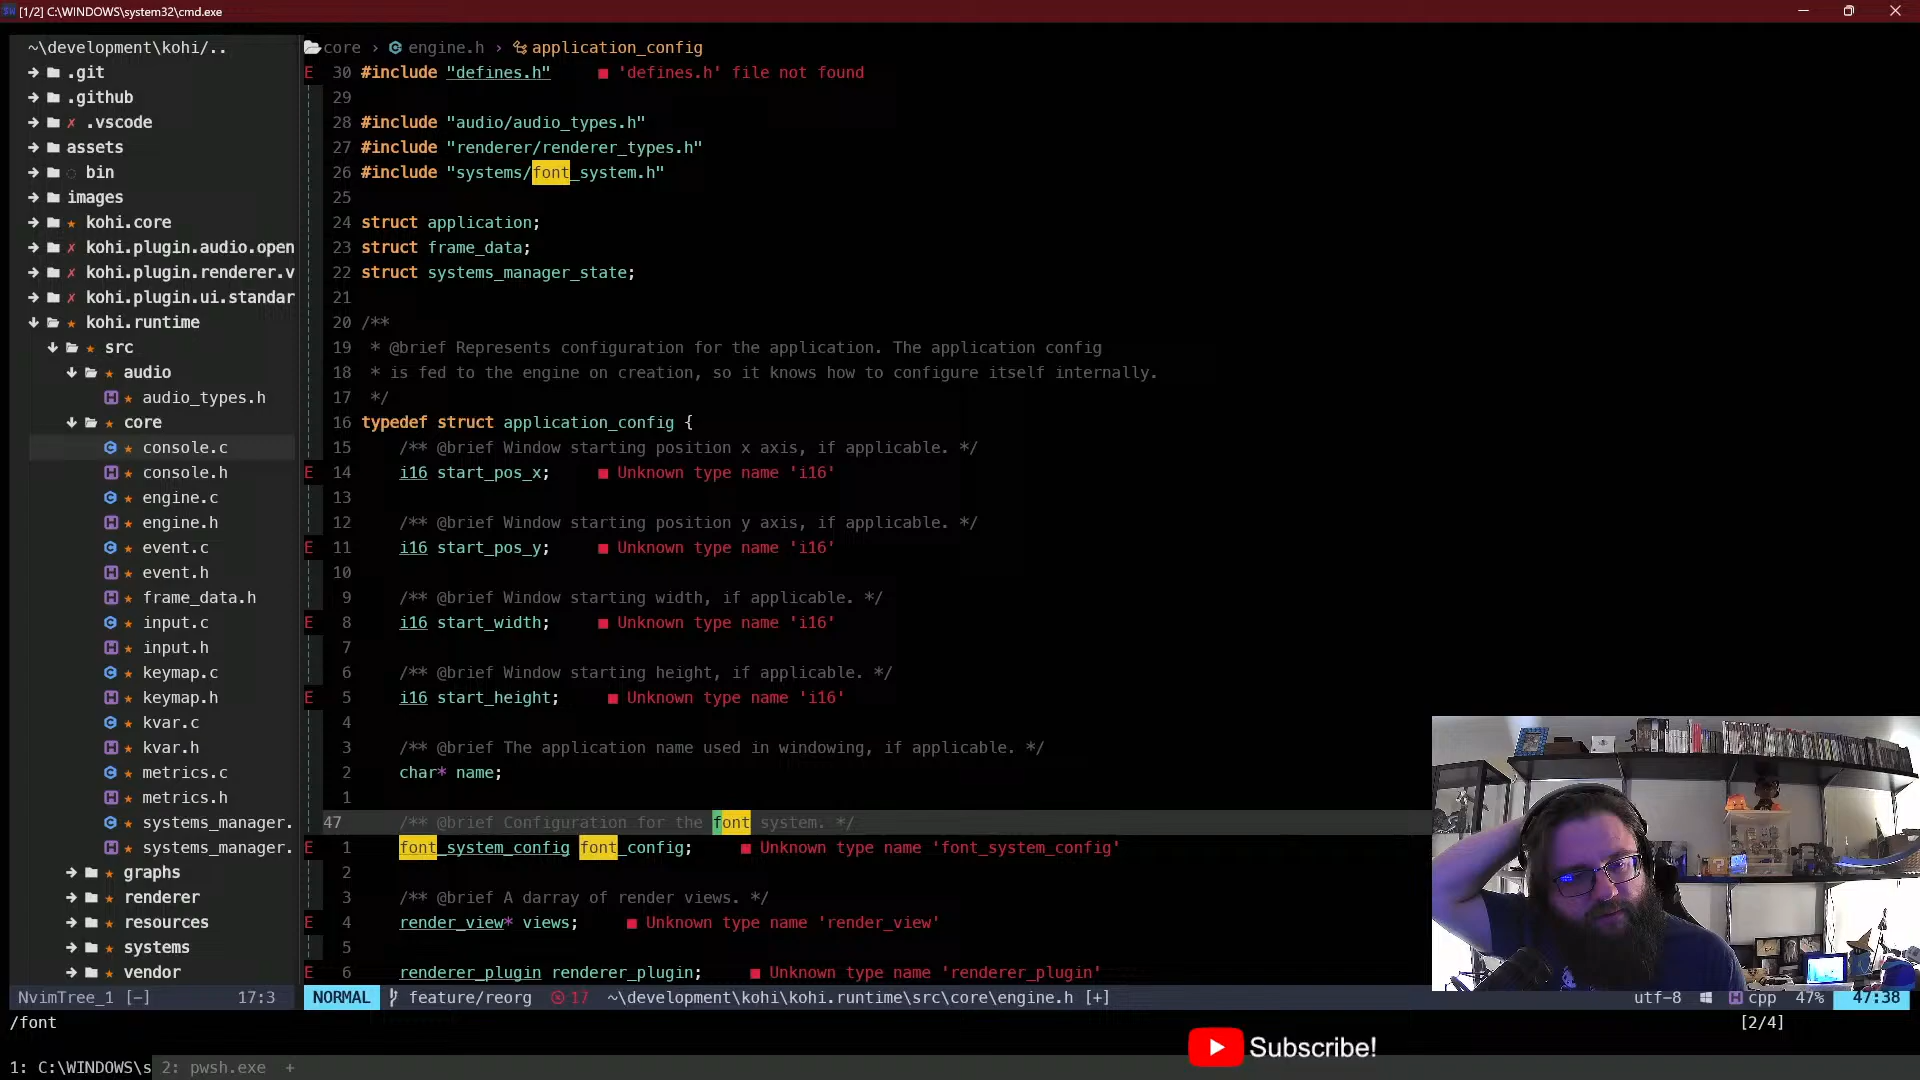 [1/2] C:\WINDOWS\system32\cmd.exe
~\development\kohi/..
.git
.github
✗ .vscode
assets
bin
images
★ kohi.core
✗ kohi.plugin.audio.open
✗ kohi.plugin.renderer.v
✗ kohi.plugin.ui.standar
★ kohi.runtime
★ src
★ audio
★ audio_types.h
★ core
★ console.c
★ console.h
★ engine.c
★ engine.h
★ event.c
★ event.h
★ frame_data.h
★ input.c
★ input.h
★ keymap.c
★ keymap.h
★ kvar.c
★ kvar.h
★ metrics.c
★ metrics.h
★ systems_manager.
★ systems_manager.
★ graphs
★ renderer
★ resources
★ systems
★ vendor
NvimTree_1 [-] 17:3
core › engine.h › application_config
E 30 #include "defines.h" ■ 'defines.h' file not found
29
28 #include "audio/audio_types.h"
27 #include "renderer/renderer_types.h"
26 #include "systems/font_system.h"
25
24 struct application;
23 struct frame_data;
22 struct systems_manager_state;
21
20 /**
19 * @brief Represents configuration for the application. The application config
18 * is fed to the engine on creation, so it knows how to configure itself internally.
17 */
16 typedef struct application_config {
15 /** @brief Window starting position x axis, if applicable. */
E 14 i16 start_pos_x; ■ Unknown type name 'i16'
13
12 /** @brief Window starting position y axis, if applicable. */
E 11 i16 start_pos_y; ■ Unknown type name 'i16'
10
9 /** @brief Window starting width, if applicable. */
E 8 i16 start_width; ■ Unknown type name 'i16'
7
6 /** @brief Window starting height, if applicable. */
E 5 i16 start_height; ■ Unknown type name 'i16'
4
3 /** @brief The application name used in windowing, if applicable. */
2 char* name;
1
47 /** @brief Configuration for the font system. */
E 1 font_system_config font_config; ■ Unknown type name 'font_system_config'
2
3 /** @brief A darray of render views. */
E 4 render_view* views; ■ Unknown type name 'render_view'
5
E 6 renderer_plugin renderer_plugin; ■ Unknown type name 'renderer_plugin'
NORMAL feature/reorg 17 ~\development\kohi\kohi.runtime\src\core\engine.h [+] utf-8 cpp 47% 47:38
/font [2/4]
Subscribe!
1: C:\WINDOWS\s 2: pwsh.exe +